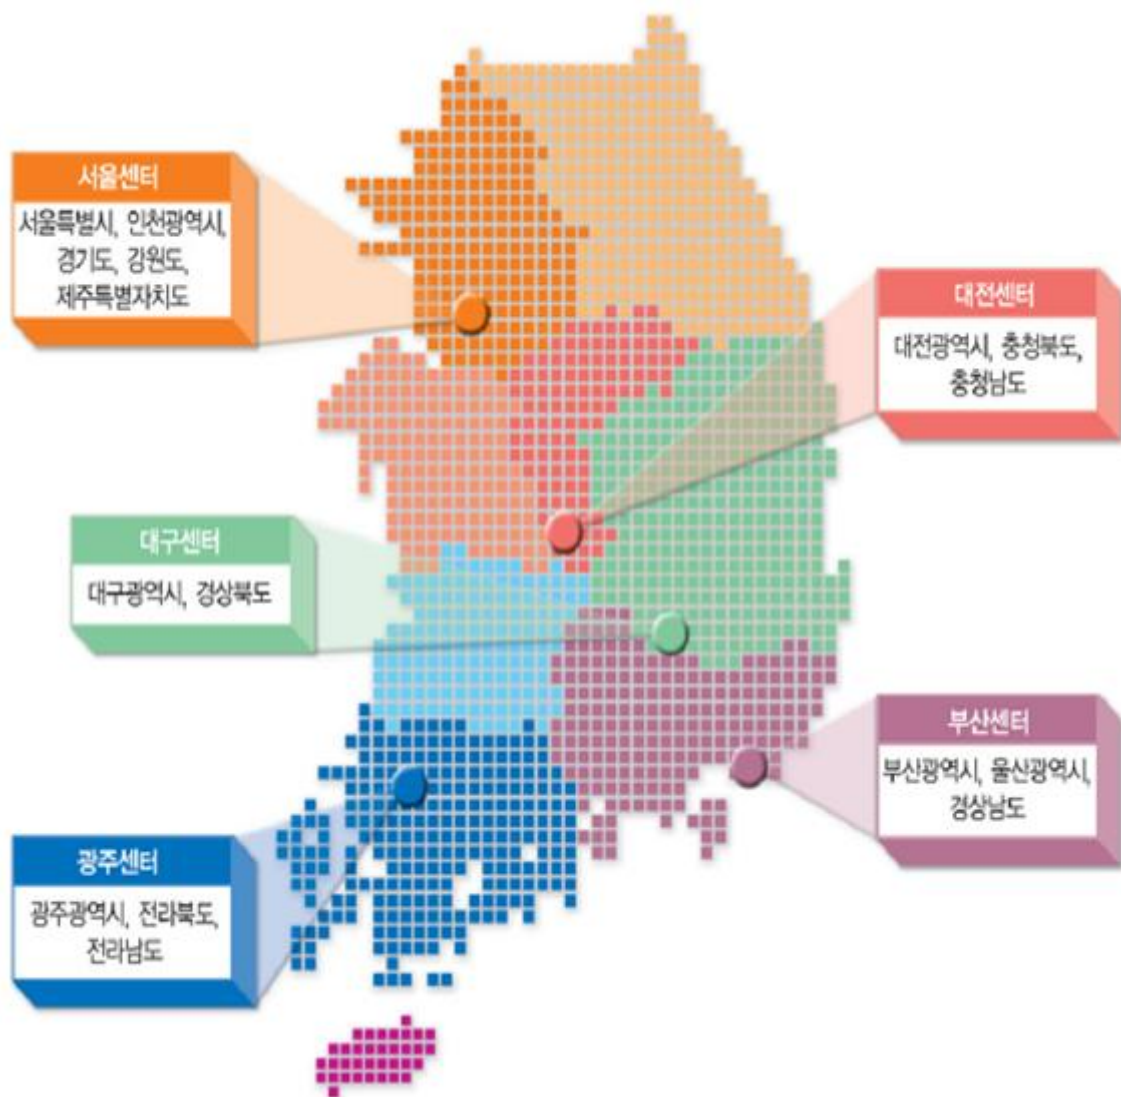 서울센터
서울특별시, 인천광역시,
경기도, 강원도,
제주특별자치도
대전센터
대전광역시, 충청북도,
충청남도
대구센터
대구광역시, 경상북도
부산센터
부산광역시, 울산광역시,
경상남도
광주센터
광주광역시, 전라북도,
전라남도